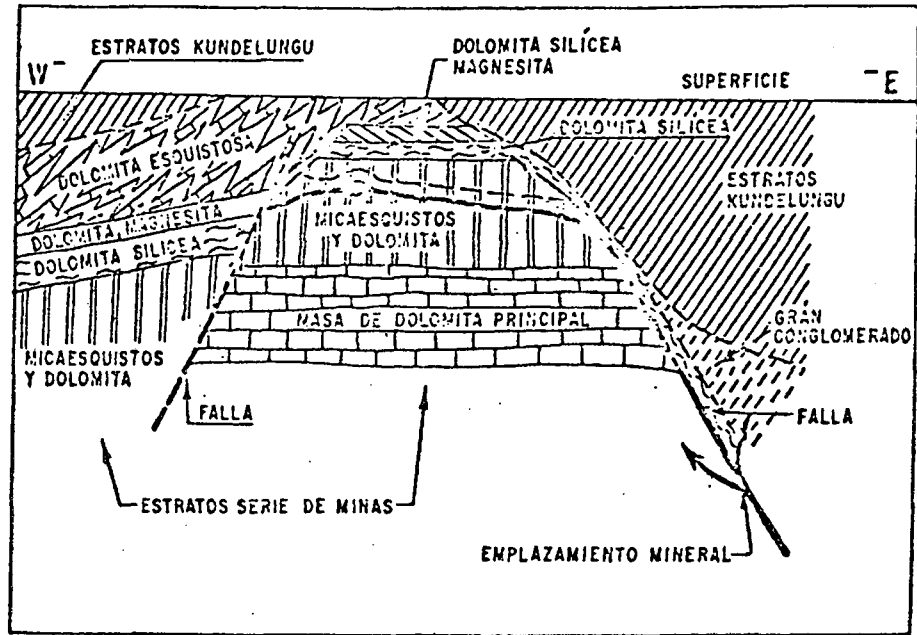 ESTRATOS KUNDELUNGU
DOLOMITA SILÍCEA
MAGNESITA
W
E
SUPERFICIE
DOLOMITA SILICEA
DOLOMITA ESQUISTOSA
ESTRATOS
KUNDELUNGU
DOLOMITA, MAGNESITA
DOLOMITA SILICEA
MICAESQUISTOS
Y DOLOMITA
MASA DE DOLOMITA PRINCIPAL
GRAN
CONGLOMERADO
MICAESQUISTOS
Y DOLOMITA
FALLA
FALLA
ESTRATOS SERIE DE MINAS
EMPLAZAMIENTO MINERAL